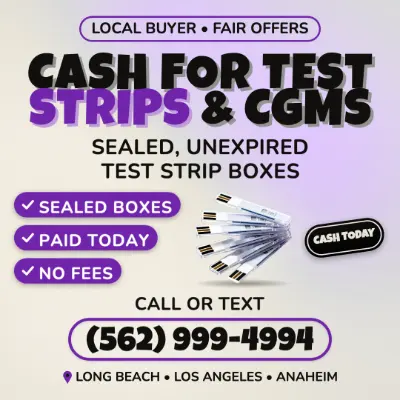 LOCAL BUYER • FAIR OFFERS
CASH FOR TEST
STRIPS & CGMS
SEALED, UNEXPIRED
TEST STRIP BOXES
✓ SEALED BOXES
✓ PAID TODAY
✓ NO FEES
CASH TODAY
CALL OR TEXT
(562) 999-4994
LONG BEACH • LOS ANGELES • ANAHEIM